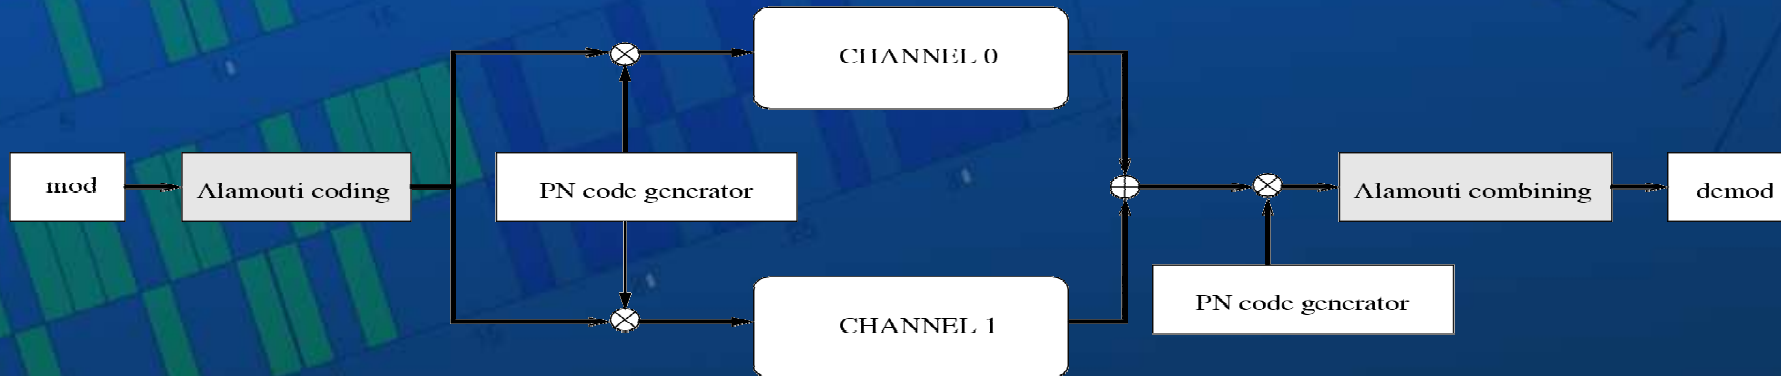 CHANNEL 0
mod
Alamouti coding
PN code generator
Alamouti combining
demod
PN code generator
CHANNEL 1
k)